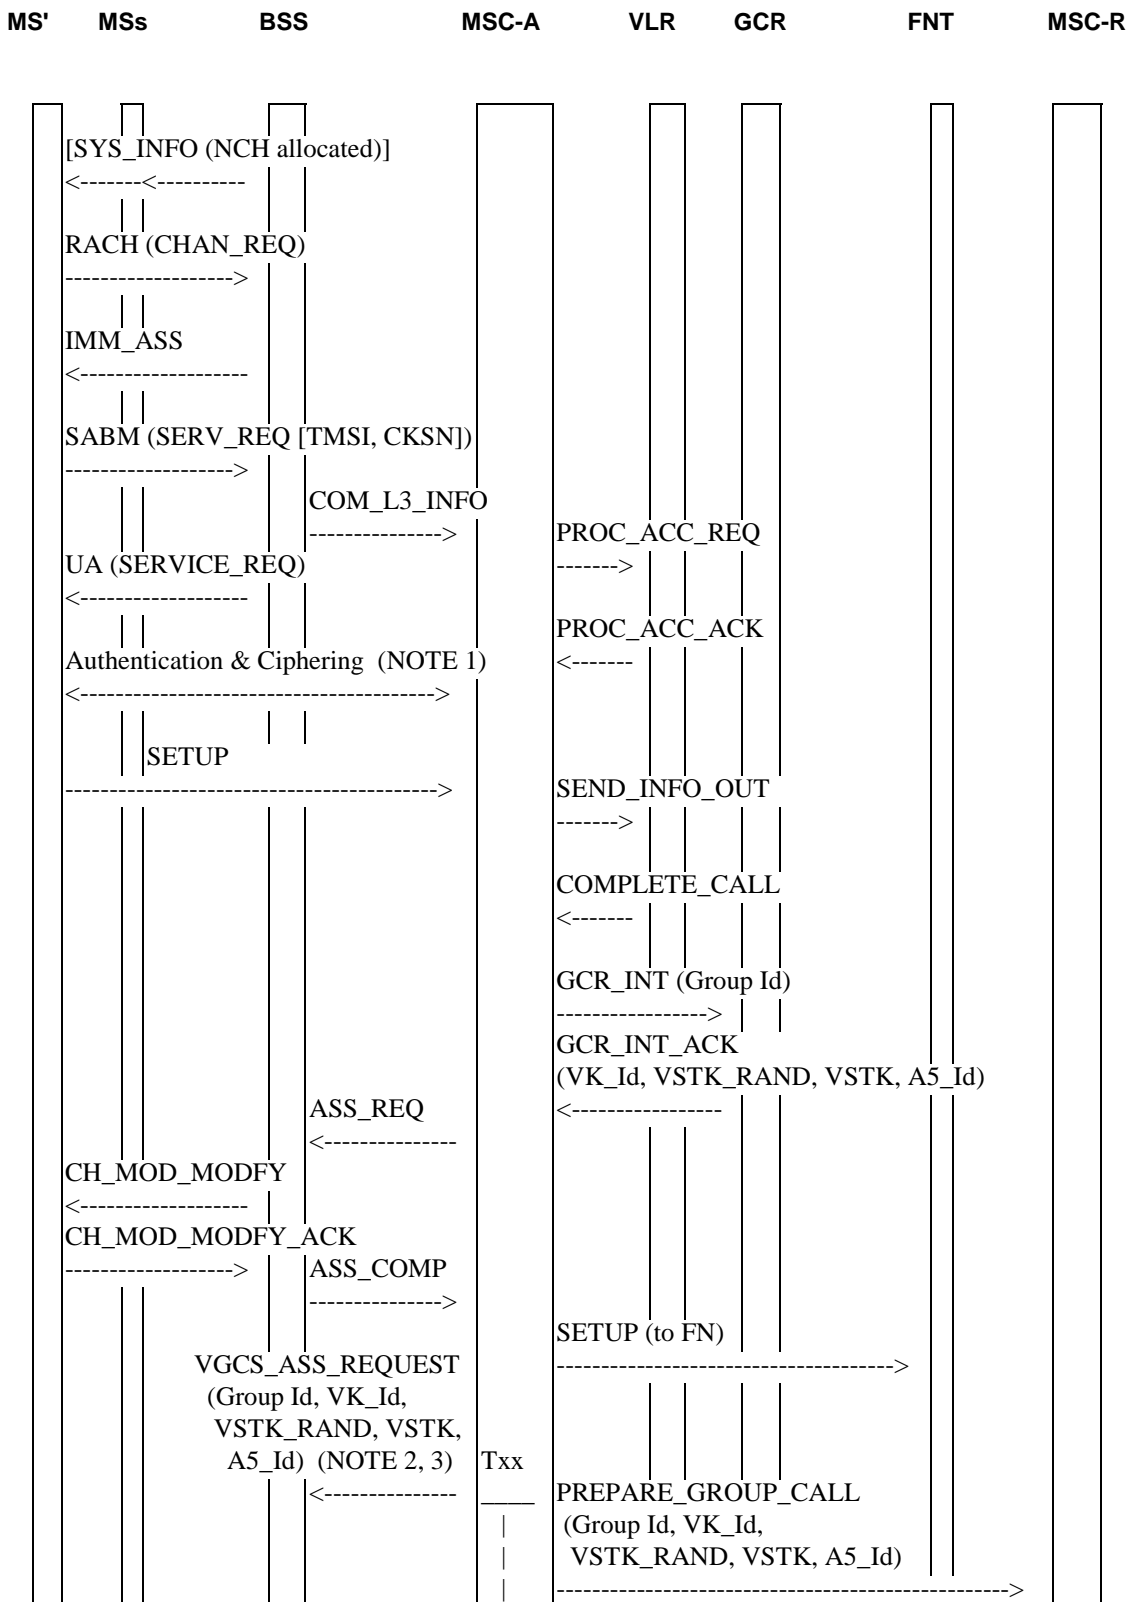 MS' MSs BSS MSC-A VLR GCR FNT MSC-R
[SYS_INFO (NCH allocated)]
<-------<----------
RACH (CHAN_REQ)
------------------->
IMM_ASS
<-------------------
SABM (SERV_REQ [TMSI, CKSN])
------------------->
COM_L3_INFO
--------------->
PROC_ACC_REQ
------->
UA (SERVICE_REQ)
<-------------------
PROC_ACC_ACK
<-------
Authentication & Ciphering (NOTE 1)
<---------------------------------------->
SETUP
------------------------------------------>
SEND_INFO_OUT
------->
COMPLETE_CALL
<-------
GCR_INT (Group Id)
----------------->
GCR_INT_ACK
(VK_Id, VSTK_RAND, VSTK, A5_Id)
<-----------------
ASS_REQ
<---------------
CH_MOD_MODFY
<-------------------
CH_MOD_MODFY_ACK
------------------->
ASS_COMP
--------------->
SETUP (to FN)
-------------------------------------->
VGCS_ASS_REQUEST
(Group Id, VK_Id,
VSTK_RAND, VSTK,
A5_Id) (NOTE 2, 3) Txx
<--------------- ____
PREPARE_GROUP_CALL
| (Group Id, VK_Id,
| VSTK_RAND, VSTK, A5_Id)
| --------------------------------------------------->